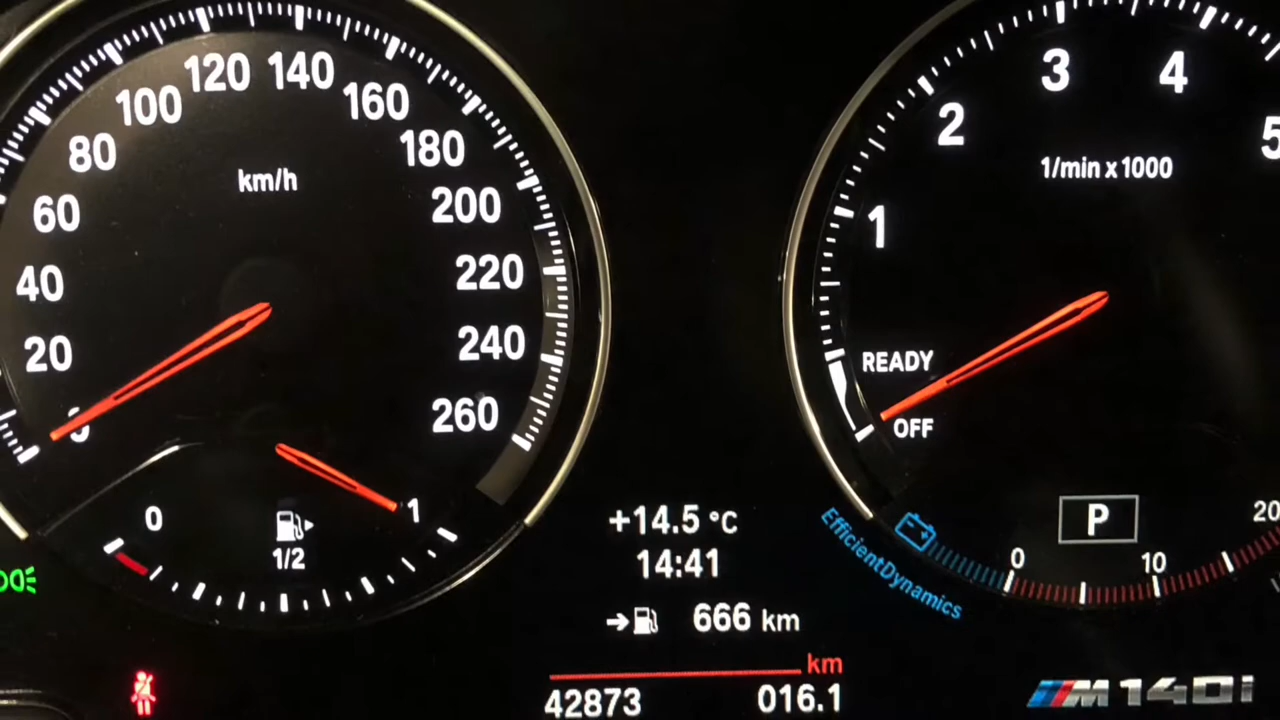 120 140
100 160
80 180
60 200
40 220
20 240
0 260
km/h
0 1
1/2
3 4
2 5
1
1/min x 1000
READY
OFF
P
0 10 20
EfficientDynamics
+14.5 °C
14:41
666 km
km
42873 016.1
M140i